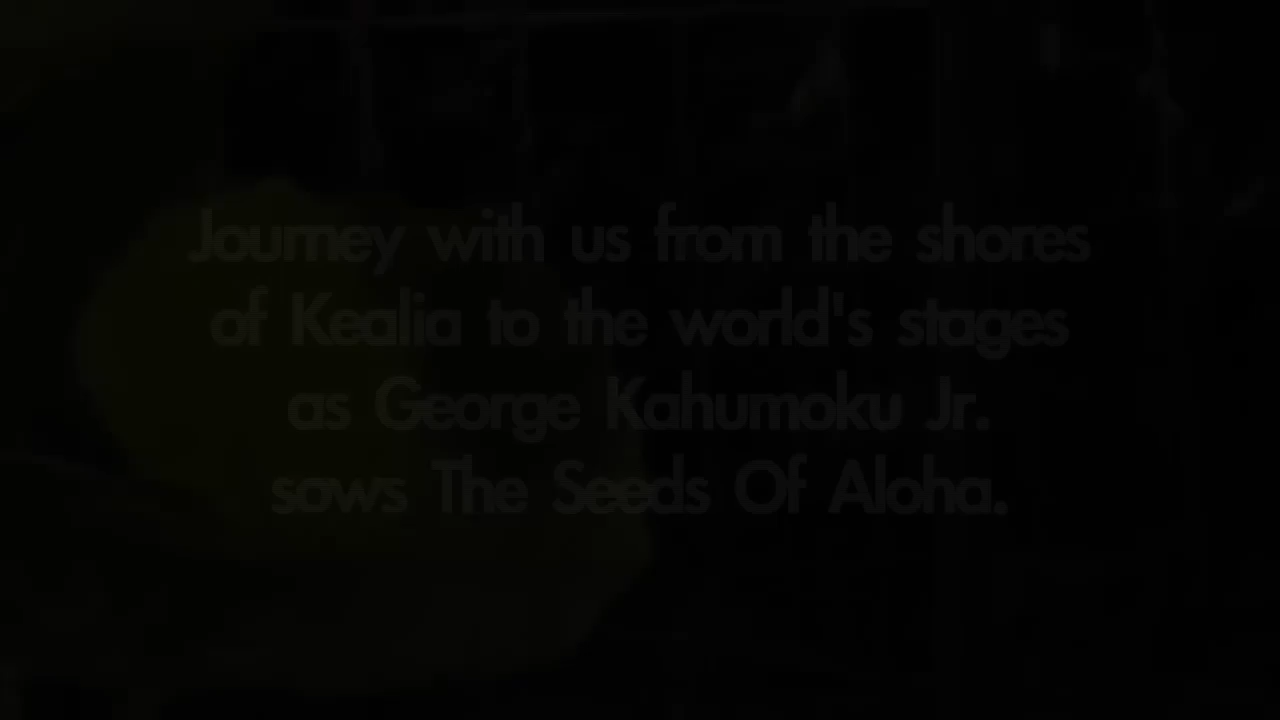 Journey with us from the shores
of Kealia to the world's stages
as George Kahumoku Jr.
sows The Seeds Of Aloha.